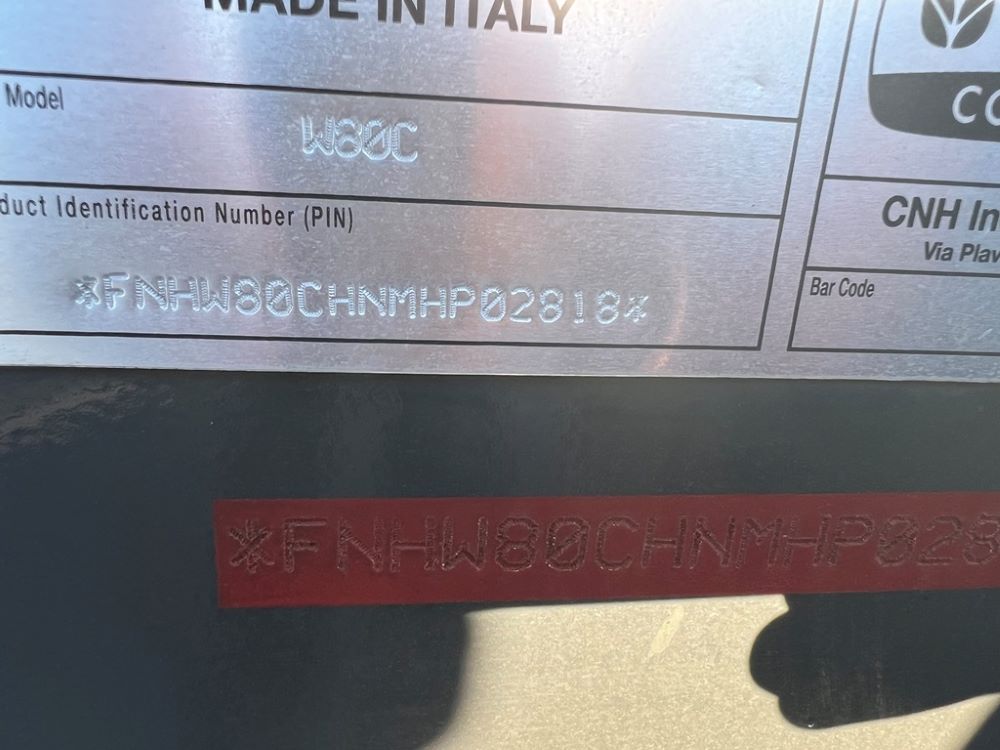 MADE IN ITALY
Model
W80C
duct Identification Number (PIN)
*FNHW80CHNMHP02818*
CNH In
Via Plav
Bar Code
*FNHW80CHNMHP028